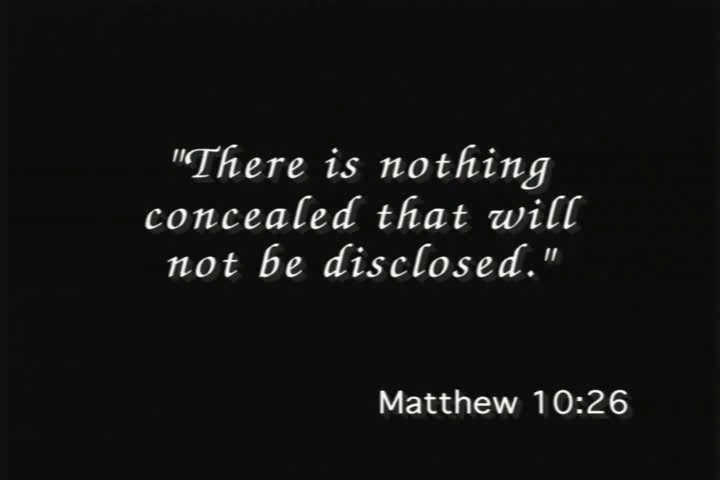 "There is nothing
concealed that will
not be disclosed."
Matthew 10:26